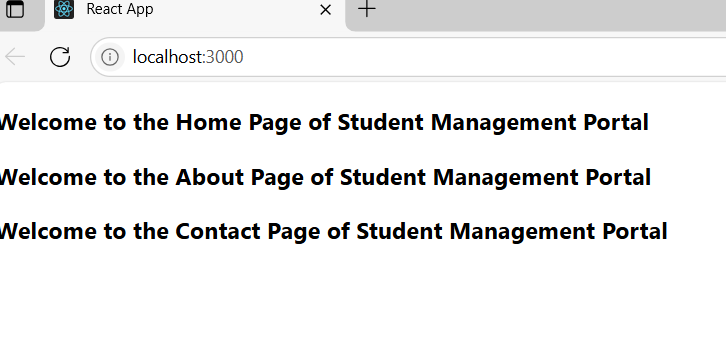 React App
localhost:3000
Welcome to the Home Page of Student Management Portal
Welcome to the About Page of Student Management Portal
Welcome to the Contact Page of Student Management Portal